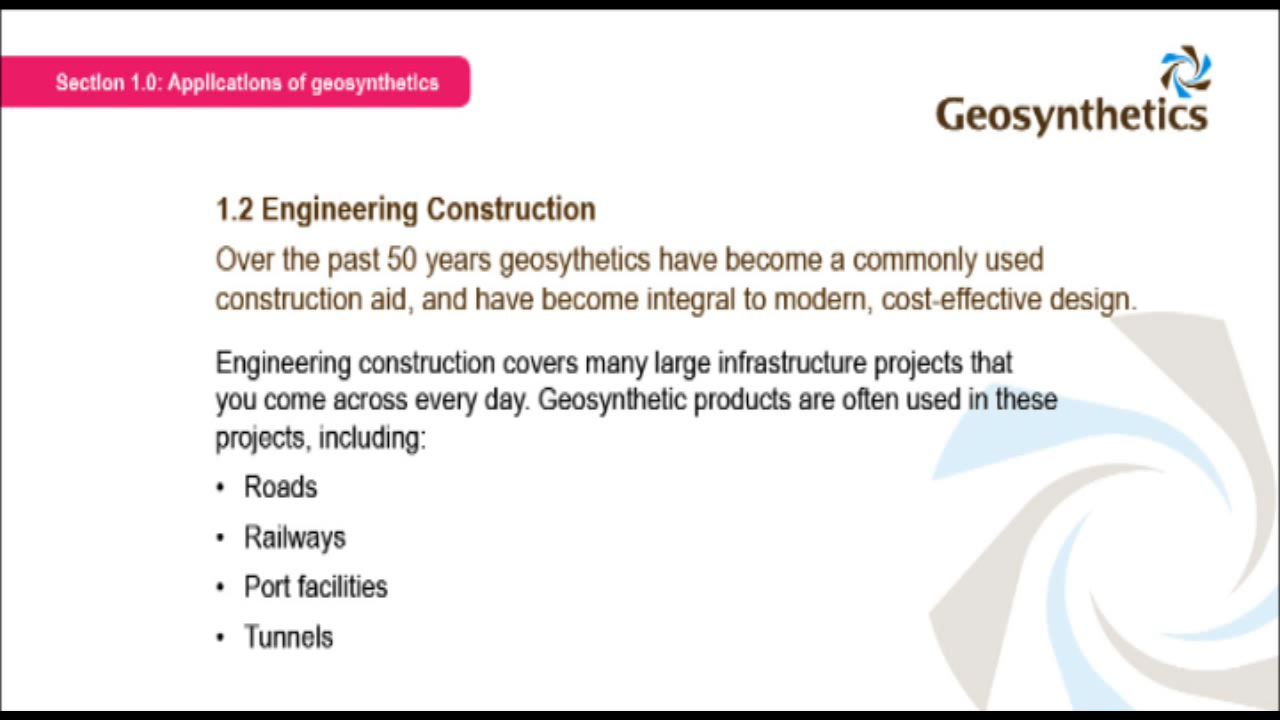 Section 1.0: Applications of geosynthetics
Geosynthetics
1.2 Engineering Construction
Over the past 50 years geosythetics have become a commonly used
construction aid, and have become integral to modern, cost-effective design.
Engineering construction covers many large infrastructure projects that
you come across every day. Geosynthetic products are often used in these
projects, including:
• Roads
• Railways
• Port facilities
• Tunnels